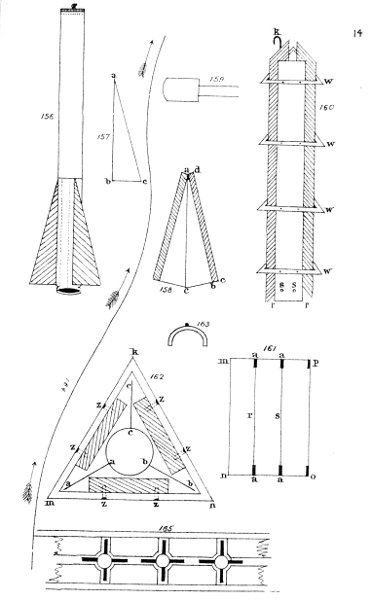 14
a
156
a
157
b c
159
k
160
w
w
w
w
r r
a d
158 c b c
163
161
m a a p
r s
n a a o
k
162
c
z z
c
z z
a a b b
m z z n
164
165